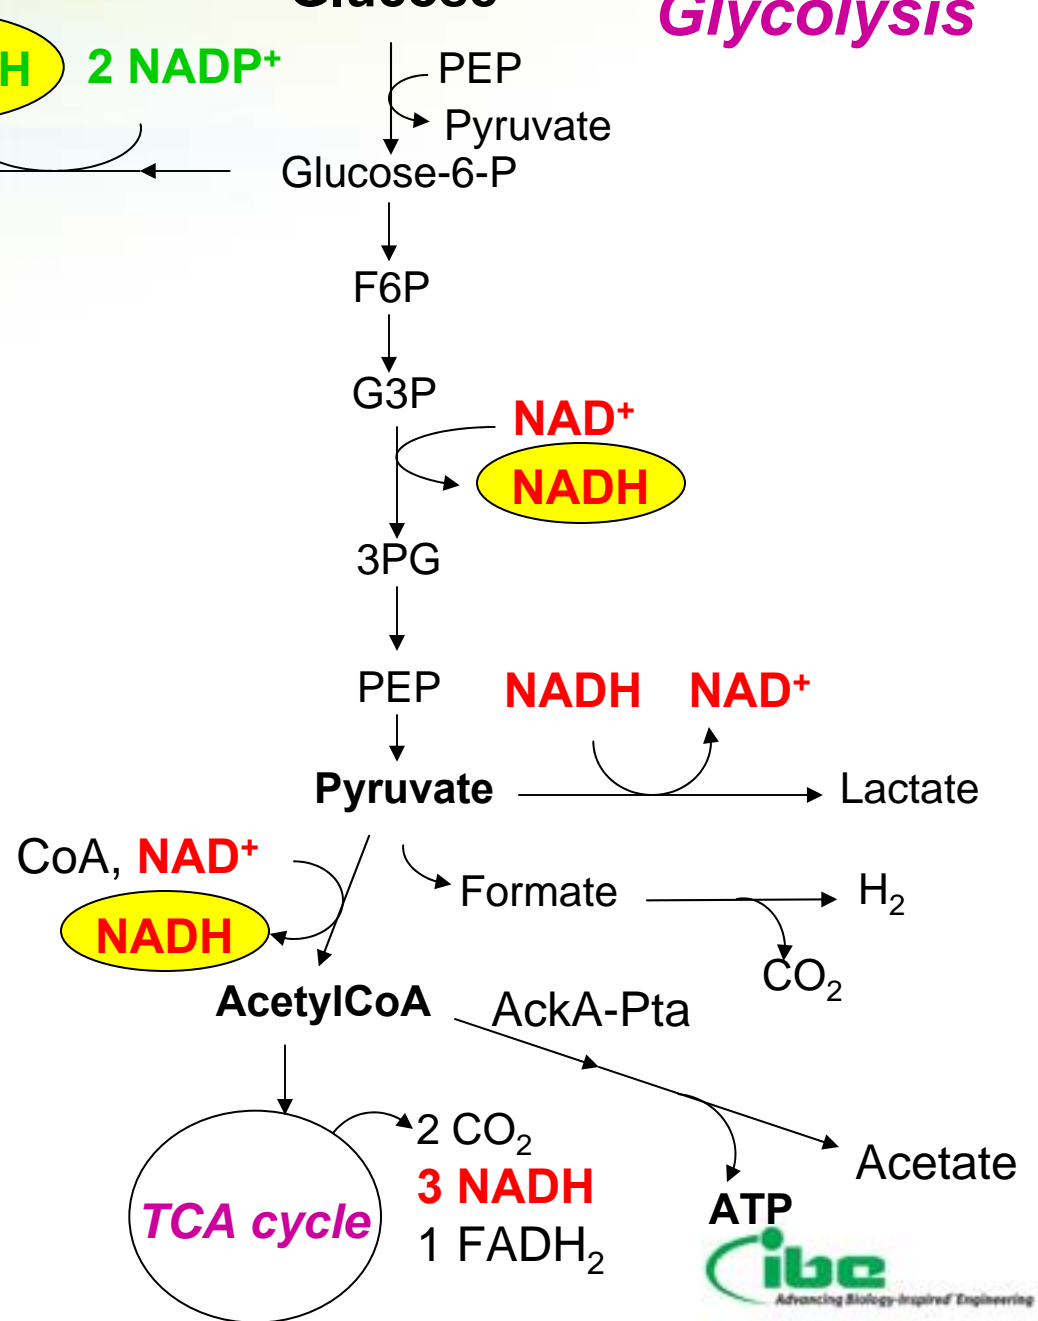 Glucose
Glycolysis
H
2 NADP⁺
PEP
Pyruvate
Glucose-6-P
F6P
G3P
NAD⁺
NADH
3PG
PEP
NADH NAD⁺
Pyruvate
Lactate
CoA, NAD⁺
NADH
Formate
H₂
CO₂
AcetylCoA
AckA-Pta
2 CO₂
3 NADH
1 FADH₂
TCA cycle
Acetate
ATP
ibe
Advancing Biology-Inspired Engineering